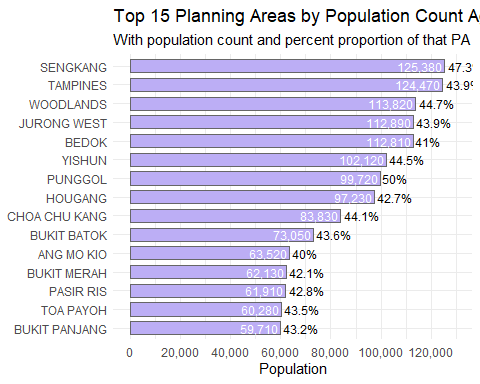 Top 15 Planning Areas by Population Count A
With population count and percent proportion of that PA
SENGKANG 125,380 47.3
TAMPINES 124,470 43.9%
WOODLANDS 113,820 44.7%
JURONG WEST 112,890 43.9%
BEDOK 112,810 41%
YISHUN 102,120 44.5%
PUNGGOL 99,720 50%
HOUGANG 97,230 42.7%
CHOA CHU KANG 83,830 44.1%
BUKIT BATOK 73,050 43.6%
ANG MO KIO 63,520 40%
BUKIT MERAH 62,130 42.1%
PASIR RIS 61,910 42.8%
TOA PAYOH 60,280 43.5%
BUKIT PANJANG 59,710 43.2%
0 20,000 40,000 60,000 80,000 100,000 120,000
Population